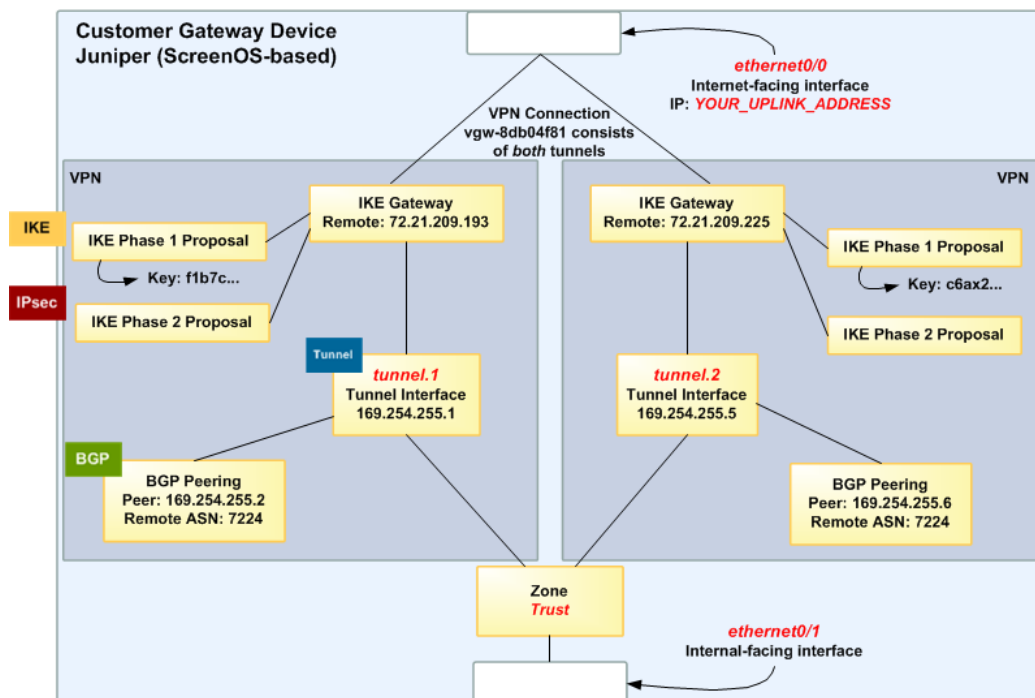 Customer Gateway Device
Juniper (ScreenOS-based)
ethernet0/0
Internet-facing interface
IP: YOUR_UPLINK_ADDRESS
VPN Connection
vgw-8db04f81 consists
of both tunnels
VPN
VPN
IKE
IKE Gateway
Remote: 72.21.209.193
IKE Gateway
Remote: 72.21.209.225
IKE Phase 1 Proposal
Key: f1b7c...
IKE Phase 1 Proposal
Key: c6ax2...
IPsec
IKE Phase 2 Proposal
IKE Phase 2 Proposal
Tunnel
tunnel.1
Tunnel Interface
169.254.255.1
tunnel.2
Tunnel Interface
169.254.255.5
BGP
BGP Peering
Peer: 169.254.255.2
Remote ASN: 7224
BGP Peering
Peer: 169.254.255.6
Remote ASN: 7224
Zone
Trust
ethernet0/1
Internal-facing interface